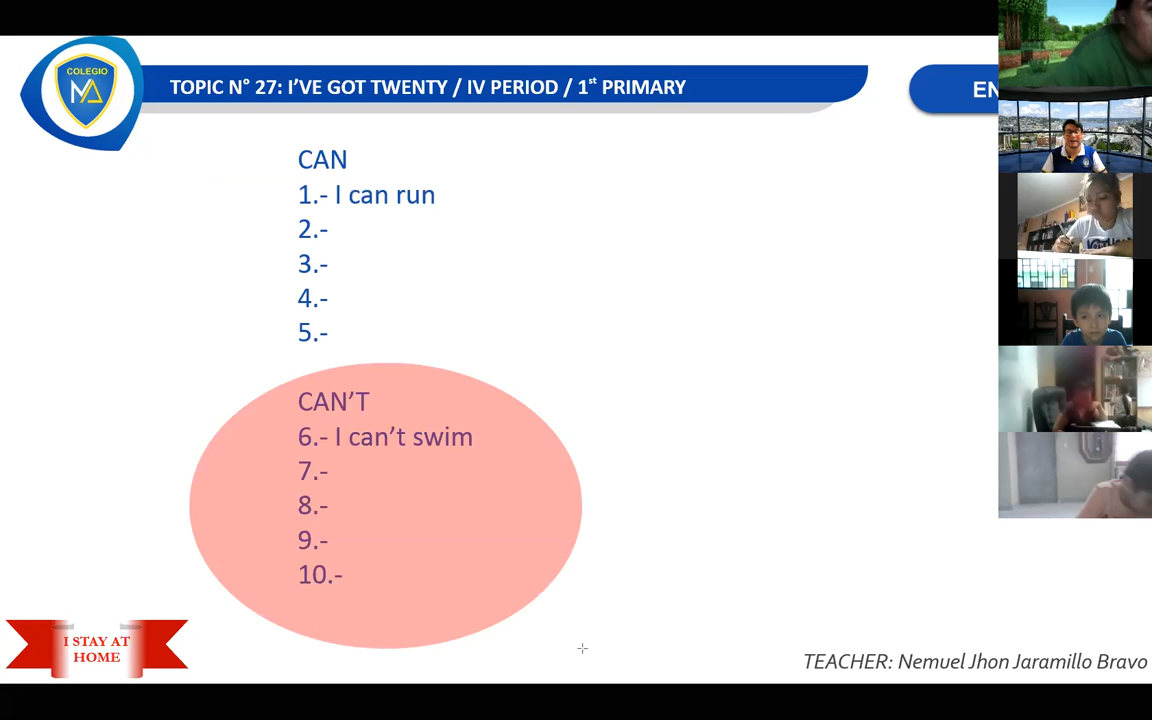 COLEGIO
MA
TOPIC N° 27: I'VE GOT TWENTY / IV PERIOD / 1st PRIMARY
EN
CAN
1.- I can run
2.-
3.-
4.-
5.-
CAN'T
6.- I can't swim
7.-
8.-
9.-
10.-
I STAY AT
HOME
TEACHER: Nemuel Jhon Jaramillo Bravo